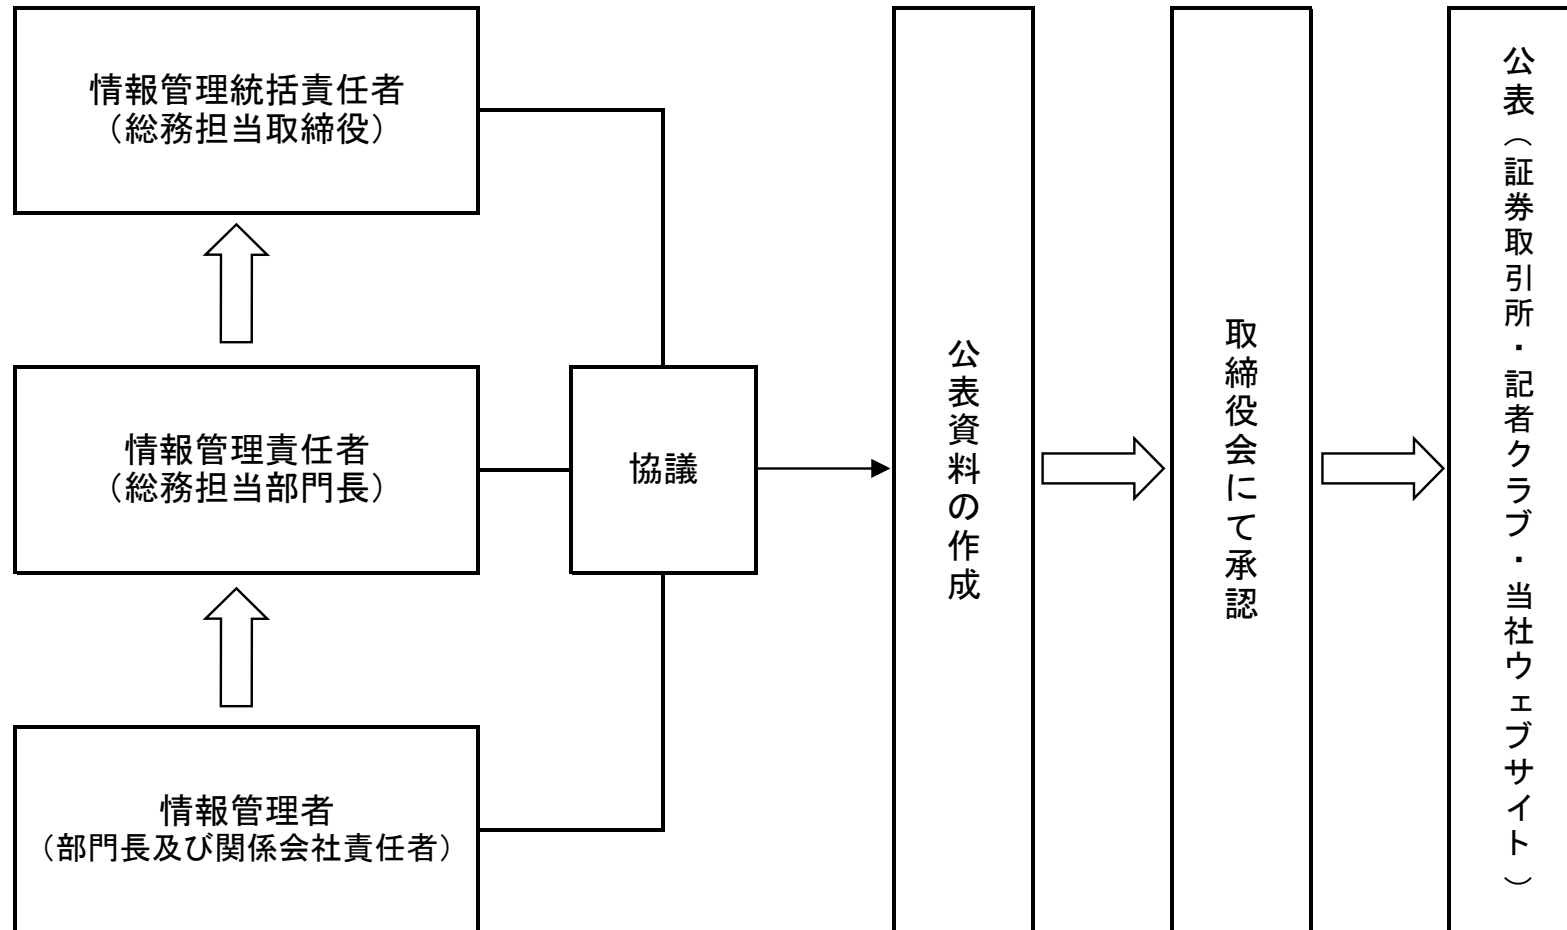 情報管理統括責任者
（総務担当取締役）
情報管理責任者
（総務担当部門長）
情報管理者
（部門長及び関係会社責任者）
協議
公表資料の作成
取締役会にて承認
公表（証券取引所・記者クラブ・当社ウェブサイト）